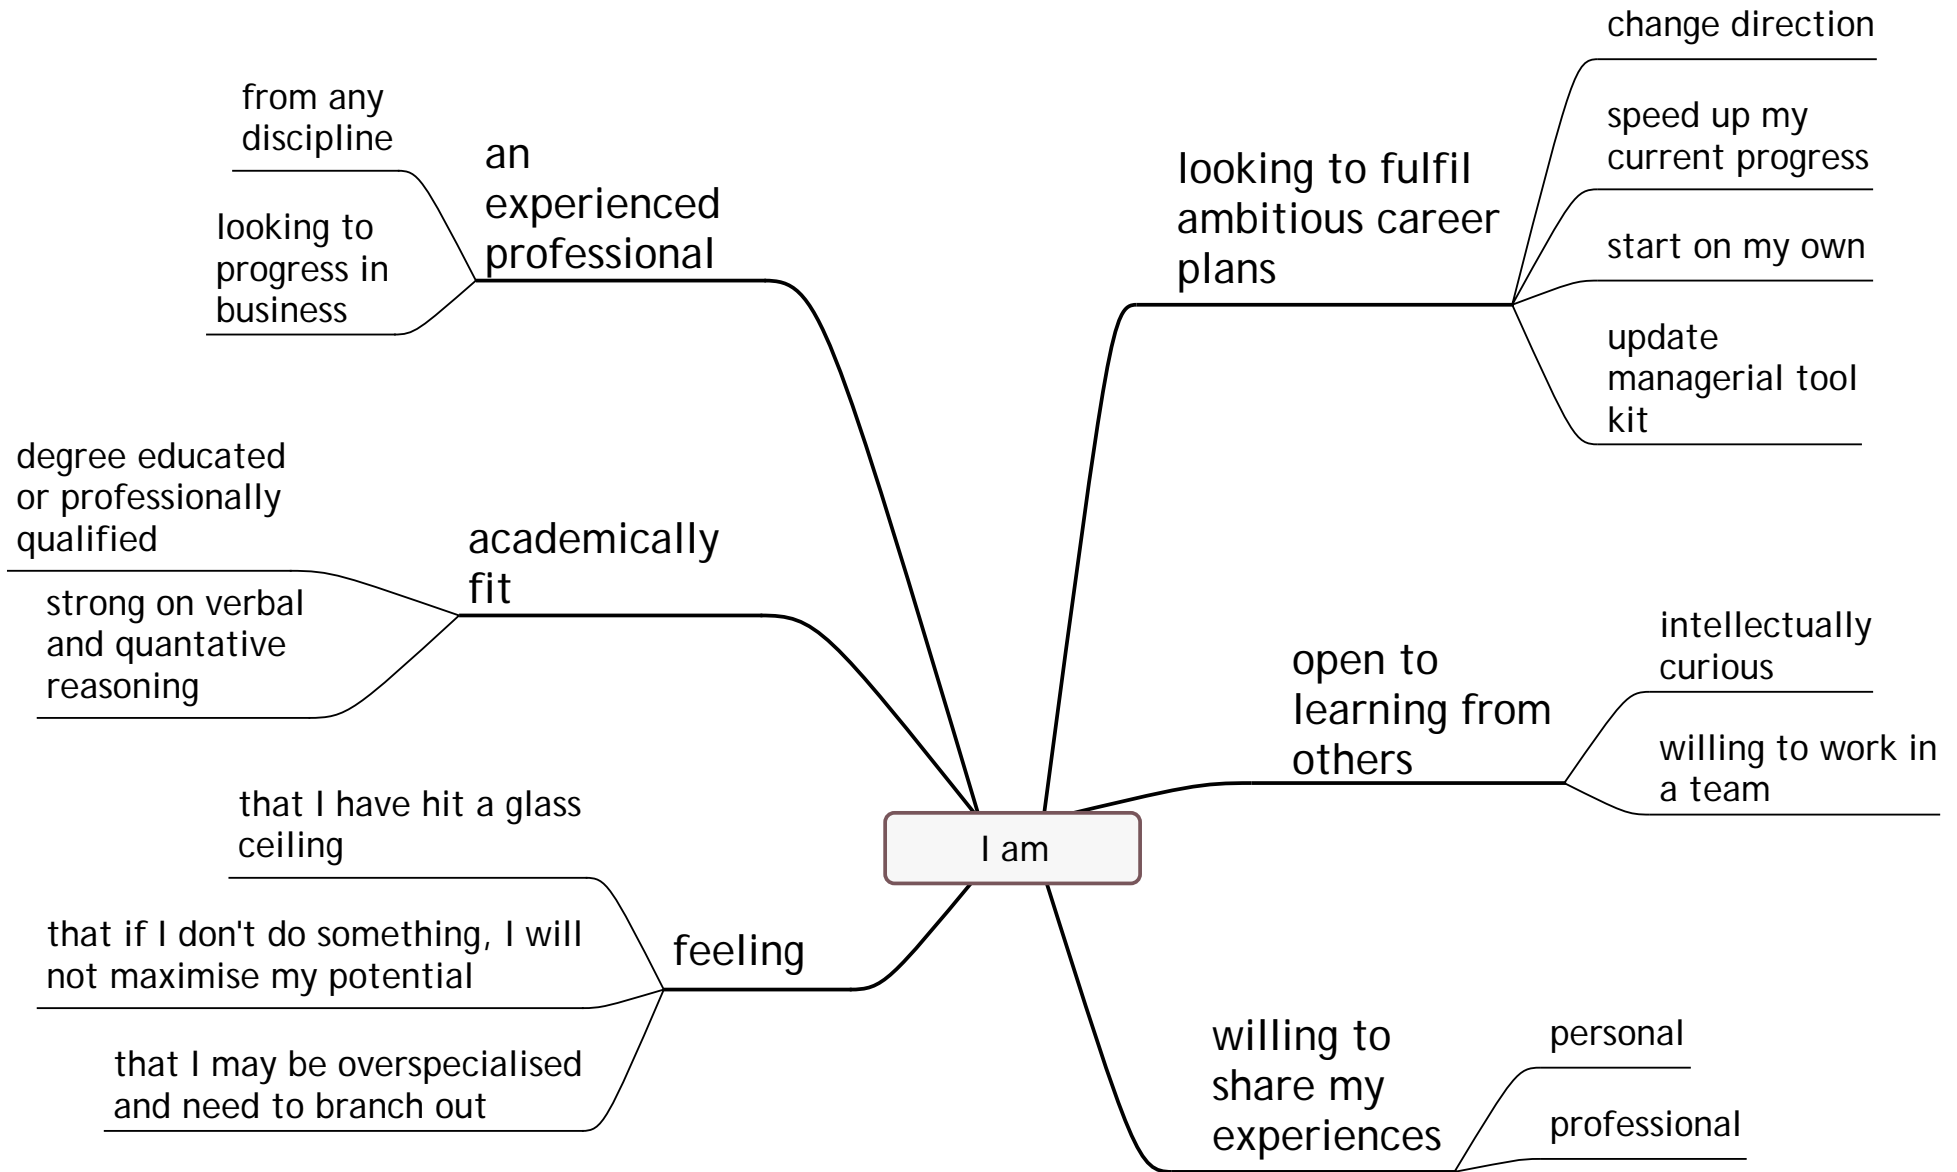 change direction
speed up my
current progress
start on my own
update
managerial tool
kit
looking to fulfil
ambitious career
plans
intellectually
curious
willing to work in
a team
open to
learning from
others
personal
professional
willing to
share my
experiences
I am
from any
discipline
looking to
progress in
business
an
experienced
professional
degree educated
or professionally
qualified
strong on verbal
and quantative
reasoning
academically
fit
that I have hit a glass
ceiling
that if I don't do something, I will
not maximise my potential
that I may be overspecialised
and need to branch out
feeling